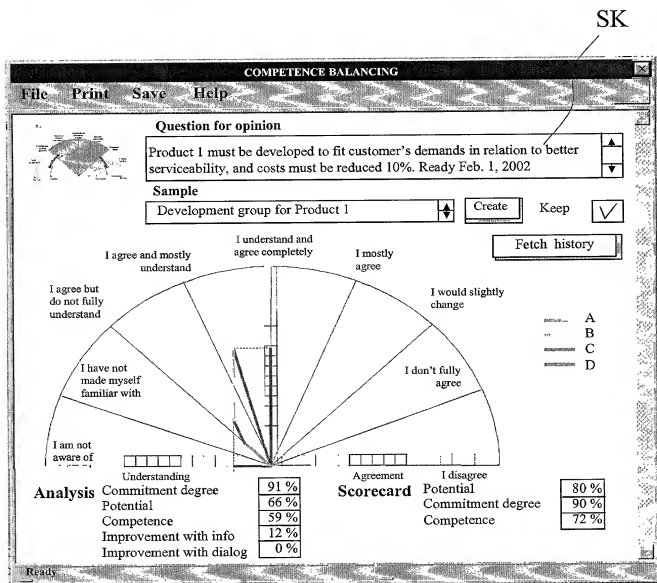 SK
COMPETENCE BALANCING
File Print Save Help
Question for opinion
Product 1 must be developed to fit customer's demands in relation to better
serviceability, and costs must be reduced 10%. Ready Feb. 1, 2002
Sample
Development group for Product 1
Create
Keep
Fetch history
I understand and
agree completely
I agree and mostly
understand
I mostly
agree
I agree but
do not fully
understand
I would slightly
change
I have not
made myself
familiar with
I don't fully
agree
I am not
aware of
I disagree
A
B
C
D
Understanding
Agreement
Analysis
Commitment degree 91 %
Potential 66 %
Competence 59 %
Improvement with info 12 %
Improvement with dialog 0 %
Scorecard
Potential 80 %
Commitment degree 90 %
Competence 72 %
Ready